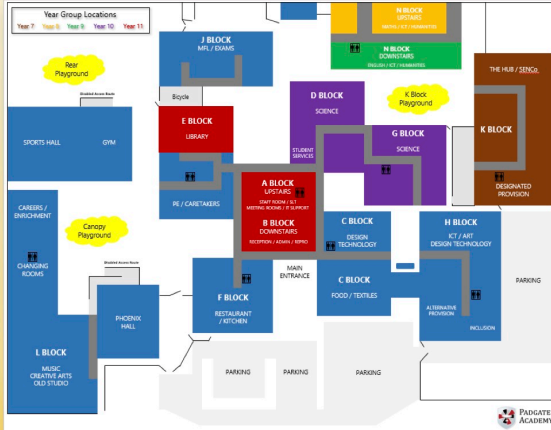 Year Group Locations
Year 7 Year 8 Year 9 Year 10 Year 11
N BLOCK
UPSTAIRS
MATHS / ICT / HUMANITIES
N BLOCK
DOWNSTAIRS
ENGLISH / ICT / HUMANITIES
J BLOCK
MFL / EXAMS
Rear
Playground
Disabled Access Room
Bicycle
THE HUB / SENCo
D BLOCK
SCIENCE
K Block
Playground
E BLOCK
LIBRARY
G BLOCK
SCIENCE
K BLOCK
SPORTS HALL
GYM
STUDENT
SERVICES
DESIGNATED
PROVISION
A BLOCK
UPSTAIRS
STAFF ROOM / SLT
MEETING ROOMS / IT SUPPORT
CAREERS /
ENRICHMENT
PE / CARETAKERS
Canopy
Playground
B BLOCK
DOWNSTAIRS
RECEPTION / ADMIN / REPRO
C BLOCK
DESIGN
TECHNOLOGY
H BLOCK
ICT / ART
DESIGN TECHNOLOGY
CHANGING
ROOMS
Disabled Access Room
MAIN
ENTRANCE
C BLOCK
FOOD / TEXTILES
PARKING
F BLOCK
RESTAURANT
/ KITCHEN
PHOENIX
HALL
ALTERNATIVE
PROVISION
INCLUSION
L BLOCK
MUSIC
CREATIVE ARTS
OLD STUDIO
PARKING
PARKING
PARKING
PADGATE
ACADEMY